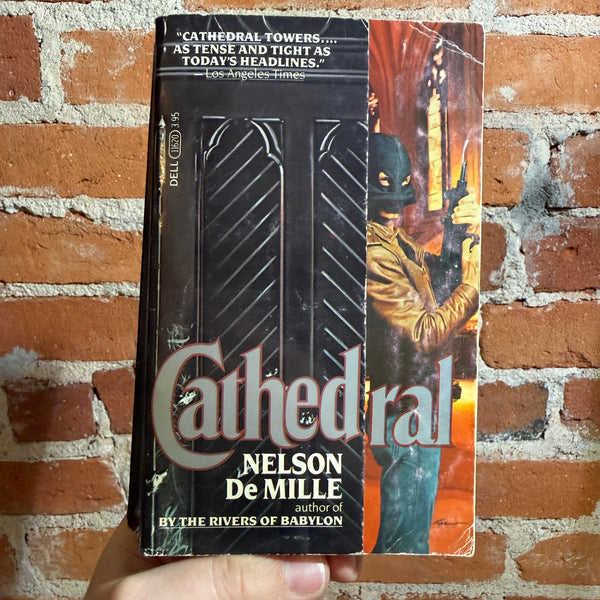 "CATHEDRAL TOWERS....
AS TENSE AND TIGHT AS
TODAY'S HEADLINES."
— Los Angeles Times
DELL 11620 3.95
Cathedral
NELSON
De MILLE
author of
BY THE RIVERS OF BABYLON